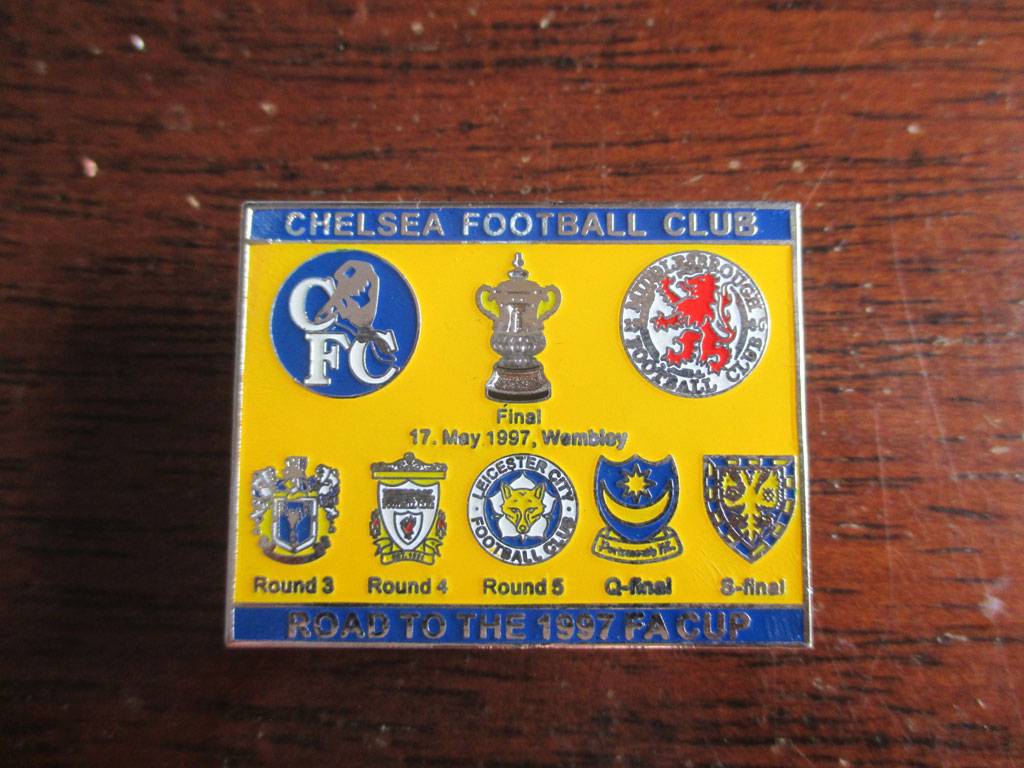 CHELSEA FOOTBALL CLUB
CFC
MIDDLESBROUGH FOOTBALL CLUB
Final
17. May 1997, Wembley
LEICESTER CITY FOOTBALL CLUB
Portsmouth F.C.
Round 3 Round 4 Round 5 Q-final S-final
ROAD TO THE 1997 FA CUP